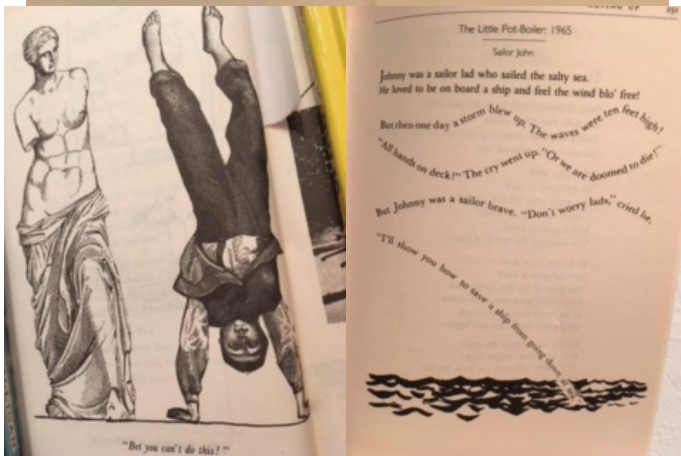 "Bet you can't do this!"
The Little Pot-Boiler: 1965
Sailor John
Johnny was a sailor lad who sailed the salty sea.
He loved to be on board a ship and feel the wind blo' free!
But then one day a storm blew up. The waves were ten feet high!
"All hands on deck!" The cry went up. "Or we are doomed to die!"
But Johnny was a sailor brave. "Don't worry lads," cried he,
"I'll show you how to save a ship from going down